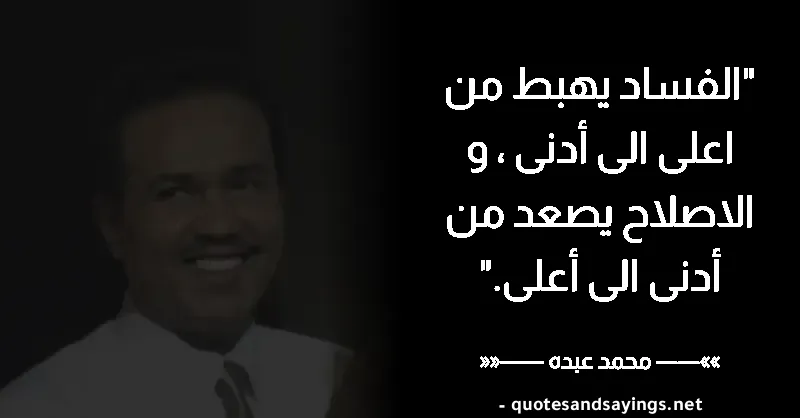 "الفساد يهبط من
اعلى الى أدنى ، و
الاصلاح يصعد من
أدنى الى أعلى."
««—— محمد عبده ——»»
- quotesandsayings.net